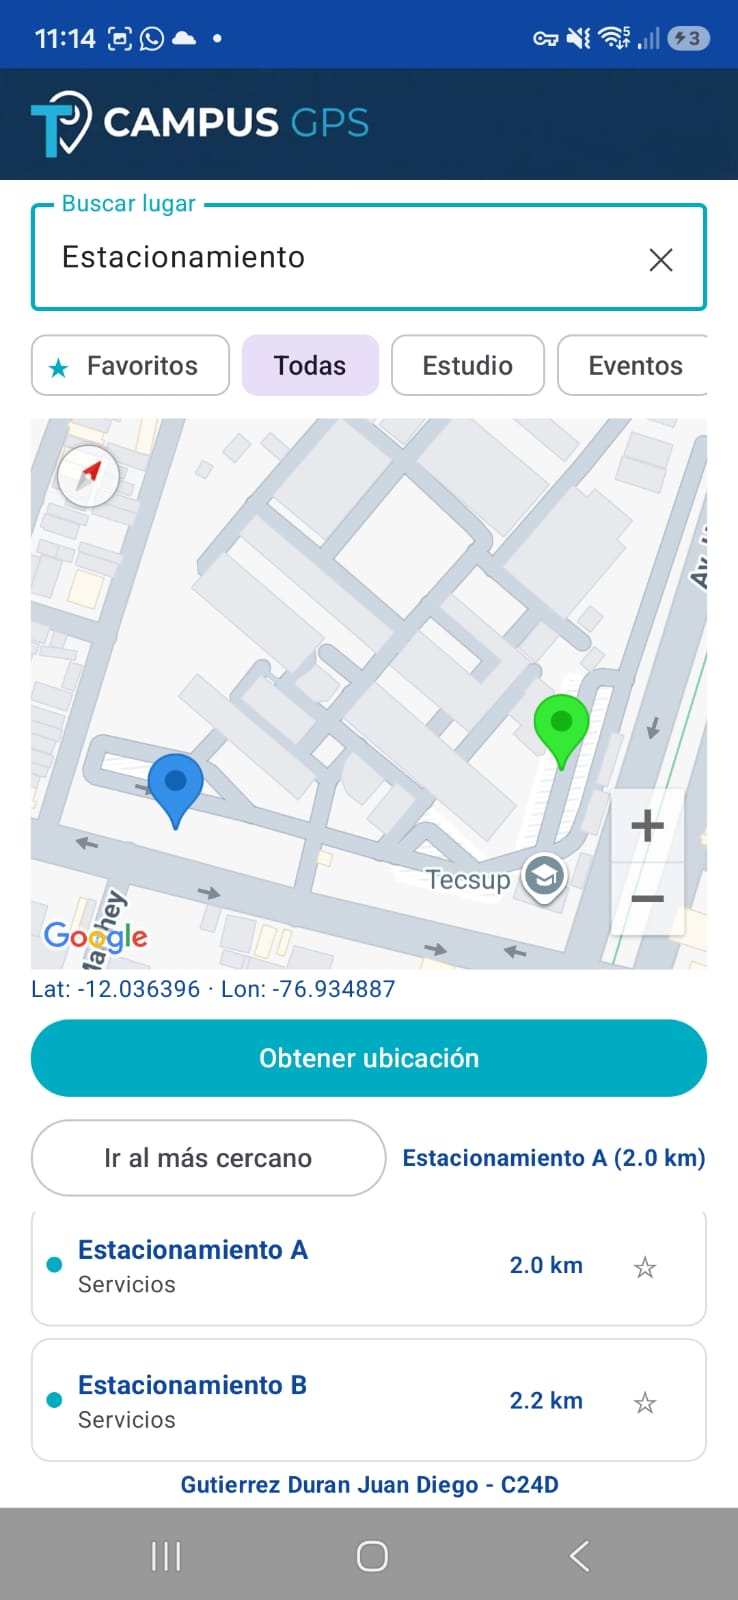 11:14
5
3
CAMPUS GPS
Buscar lugar
Estacionamiento
Favoritos
Todas
Estudio
Eventos
Tecsup
Google
Lat: -12.036396 · Lon: -76.934887
Obtener ubicación
Ir al más cercano
Estacionamiento A (2.0 km)
Estacionamiento A
2.0 km
Servicios
Estacionamiento B
2.2 km
Servicios
Gutierrez Duran Juan Diego - C24D